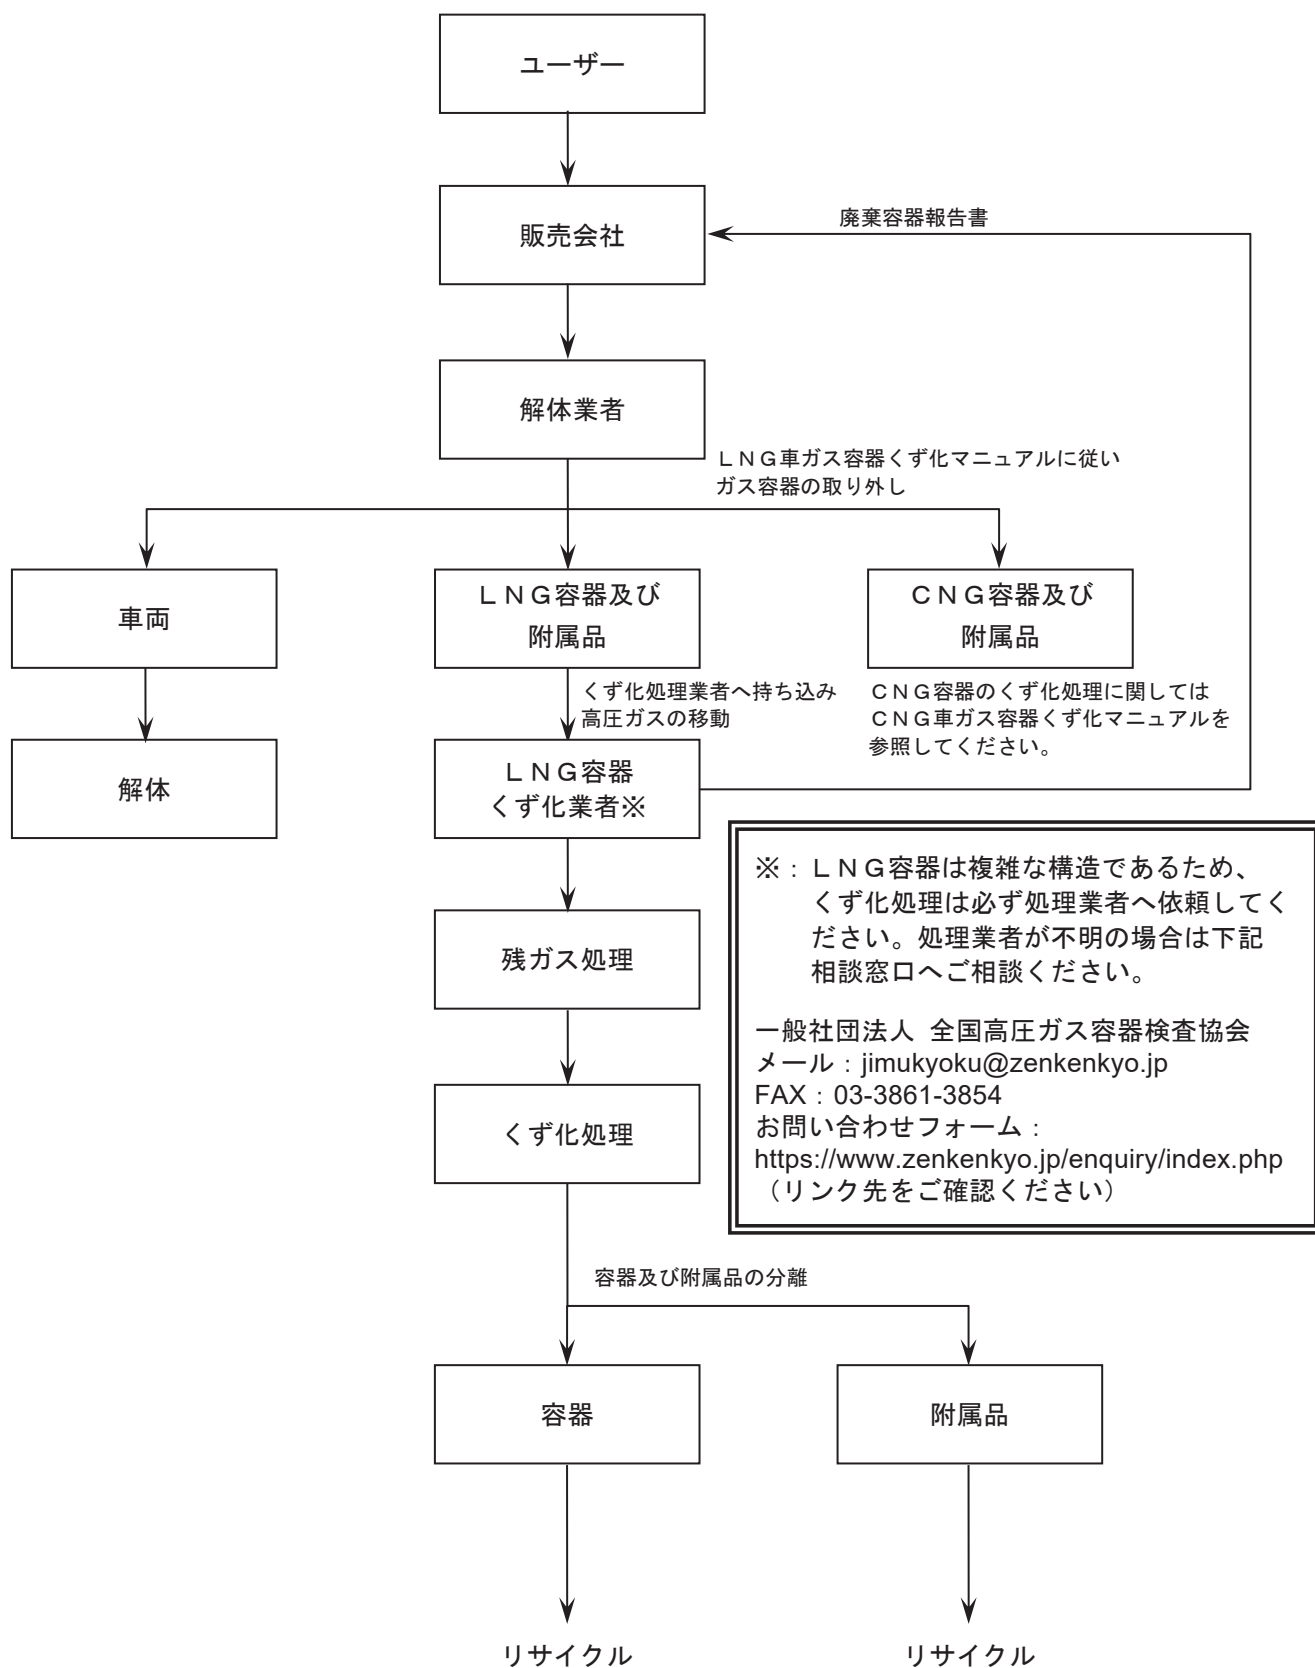 ユーザー
販売会社
廃棄容器報告書
解体業者
ＬＮＧ車ガス容器くず化マニュアルに従い
ガス容器の取り外し
車両
ＬＮＧ容器及び
附属品
ＣＮＧ容器及び
附属品
くず化処理業者へ持ち込み
高圧ガスの移動
ＣＮＧ容器のくず化処理に関しては
ＣＮＧ車ガス容器くず化マニュアルを
参照してください。
解体
ＬＮＧ容器
くず化業者※
※：ＬＮＧ容器は複雑な構造であるため、
くず化処理は必ず処理業者へ依頼してく
ださい。処理業者が不明の場合は下記
相談窓口へご相談ください。
残ガス処理
一般社団法人 全国高圧ガス容器検査協会
メール：jimukyoku@zenkenkyo.jp
FAX：03-3861-3854
お問い合わせフォーム：
https://www.zenkenkyo.jp/enquiry/index.php
（リンク先をご確認ください）
くず化処理
容器及び附属品の分離
容器
附属品
リサイクル
リサイクル